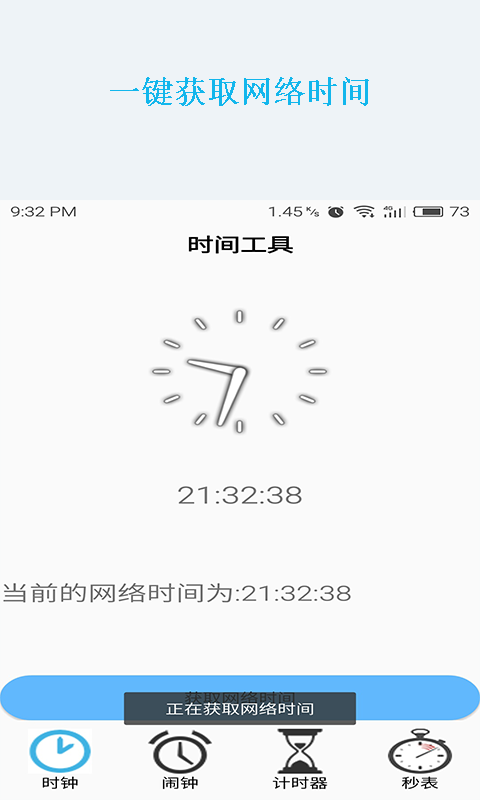 一键获取网络时间
9:32 PM 1.45 K/s 4G 73
时间工具
21:32:38
当前的网络时间为:21:32:38
获取网络时间
正在获取网络时间
时钟 闹钟 计时器 秒表